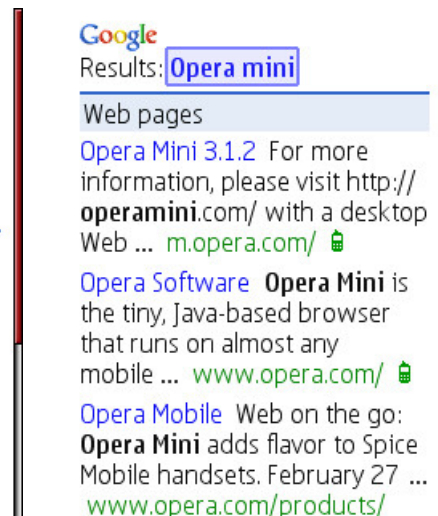 Google
Results: Opera mini
Web pages
Opera Mini 3.1.2 For more
information, please visit http://
operamini.com/ with a desktop
Web ... m.opera.com/
Opera Software Opera Mini is
the tiny, Java-based browser
that runs on almost any
mobile ... www.opera.com/
Opera Mobile Web on the go:
Opera Mini adds flavor to Spice
Mobile handsets. February 27 ...
www.opera.com/products/